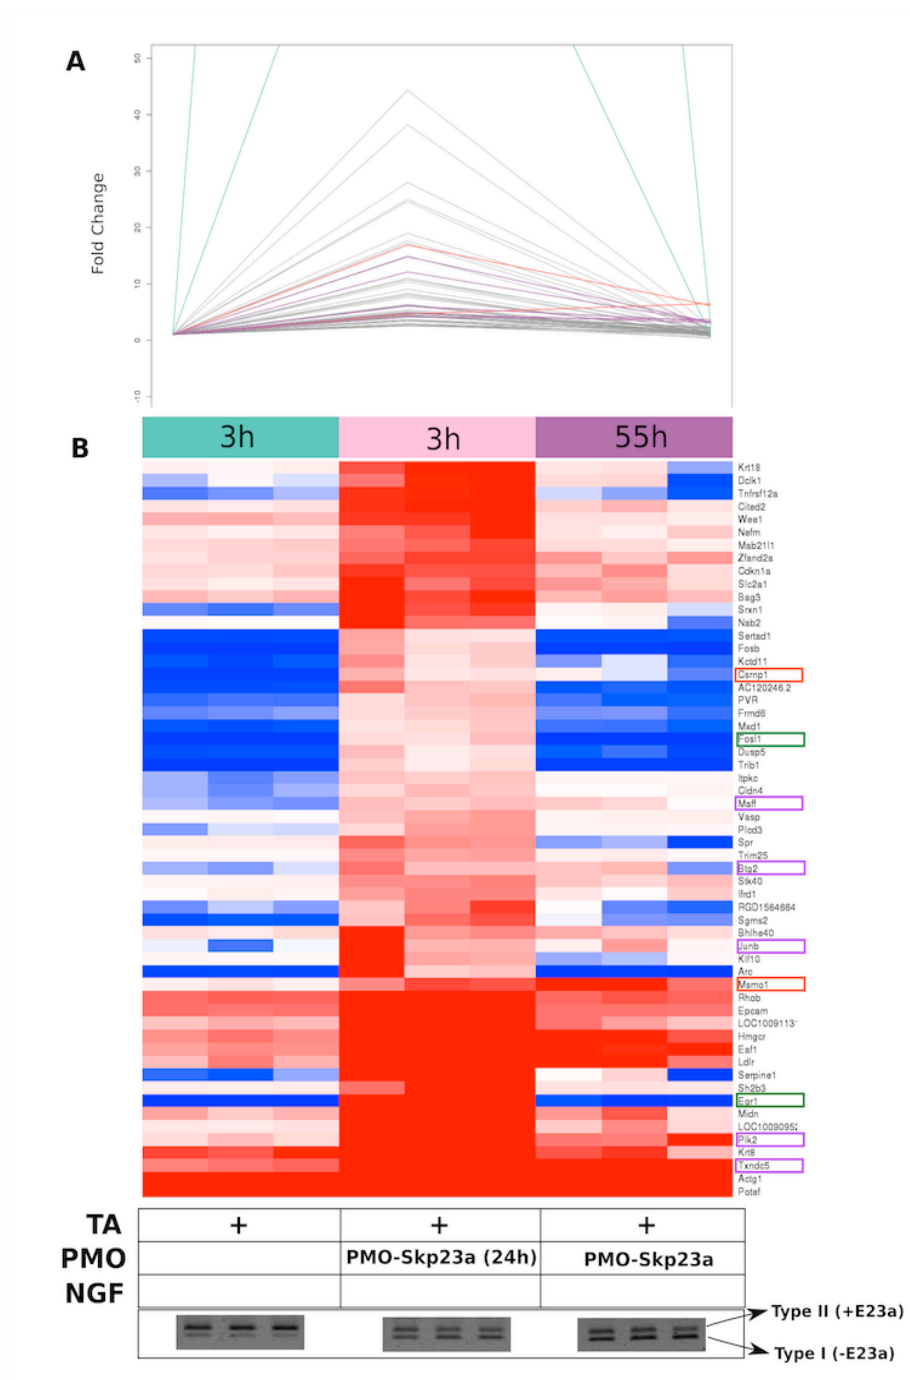 A
Fold Change
50
40
30
20
10
0
-10
B
3h 3h 55h
Krt18
Dclk1
Tnfrsf12a
Cited2
Wee1
Nefm
Mab21l1
Zfand2a
Cdkn1a
Slc2a1
Bag3
Srxn1
Nab2
Sertad1
Fosb
Kctd11
Csrnp1
AC120246.2
PVR
Frmd6
Mxd1
Fosl1
Dusp5
Trib1
Itpkc
Cldn4
Maff
Vasp
Plcd3
Spr
Trim25
Btg2
Stk40
Ifrd1
RGD1564664
Sgms2
Bhlhe40
Junb
Klf10
Arc
Msmo1
Rhob
Epcam
LOC1009113
Hmgcr
Eaf1
Ldlr
Serpine1
Sh2b3
Egr1
Midn
LOC1009095
Plk2
Krt8
Txndc5
Actg1
Potef
TA + + +
PMO PMO-Skp23a (24h) PMO-Skp23a
NGF
Type II (+E23a)
Type I (-E23a)